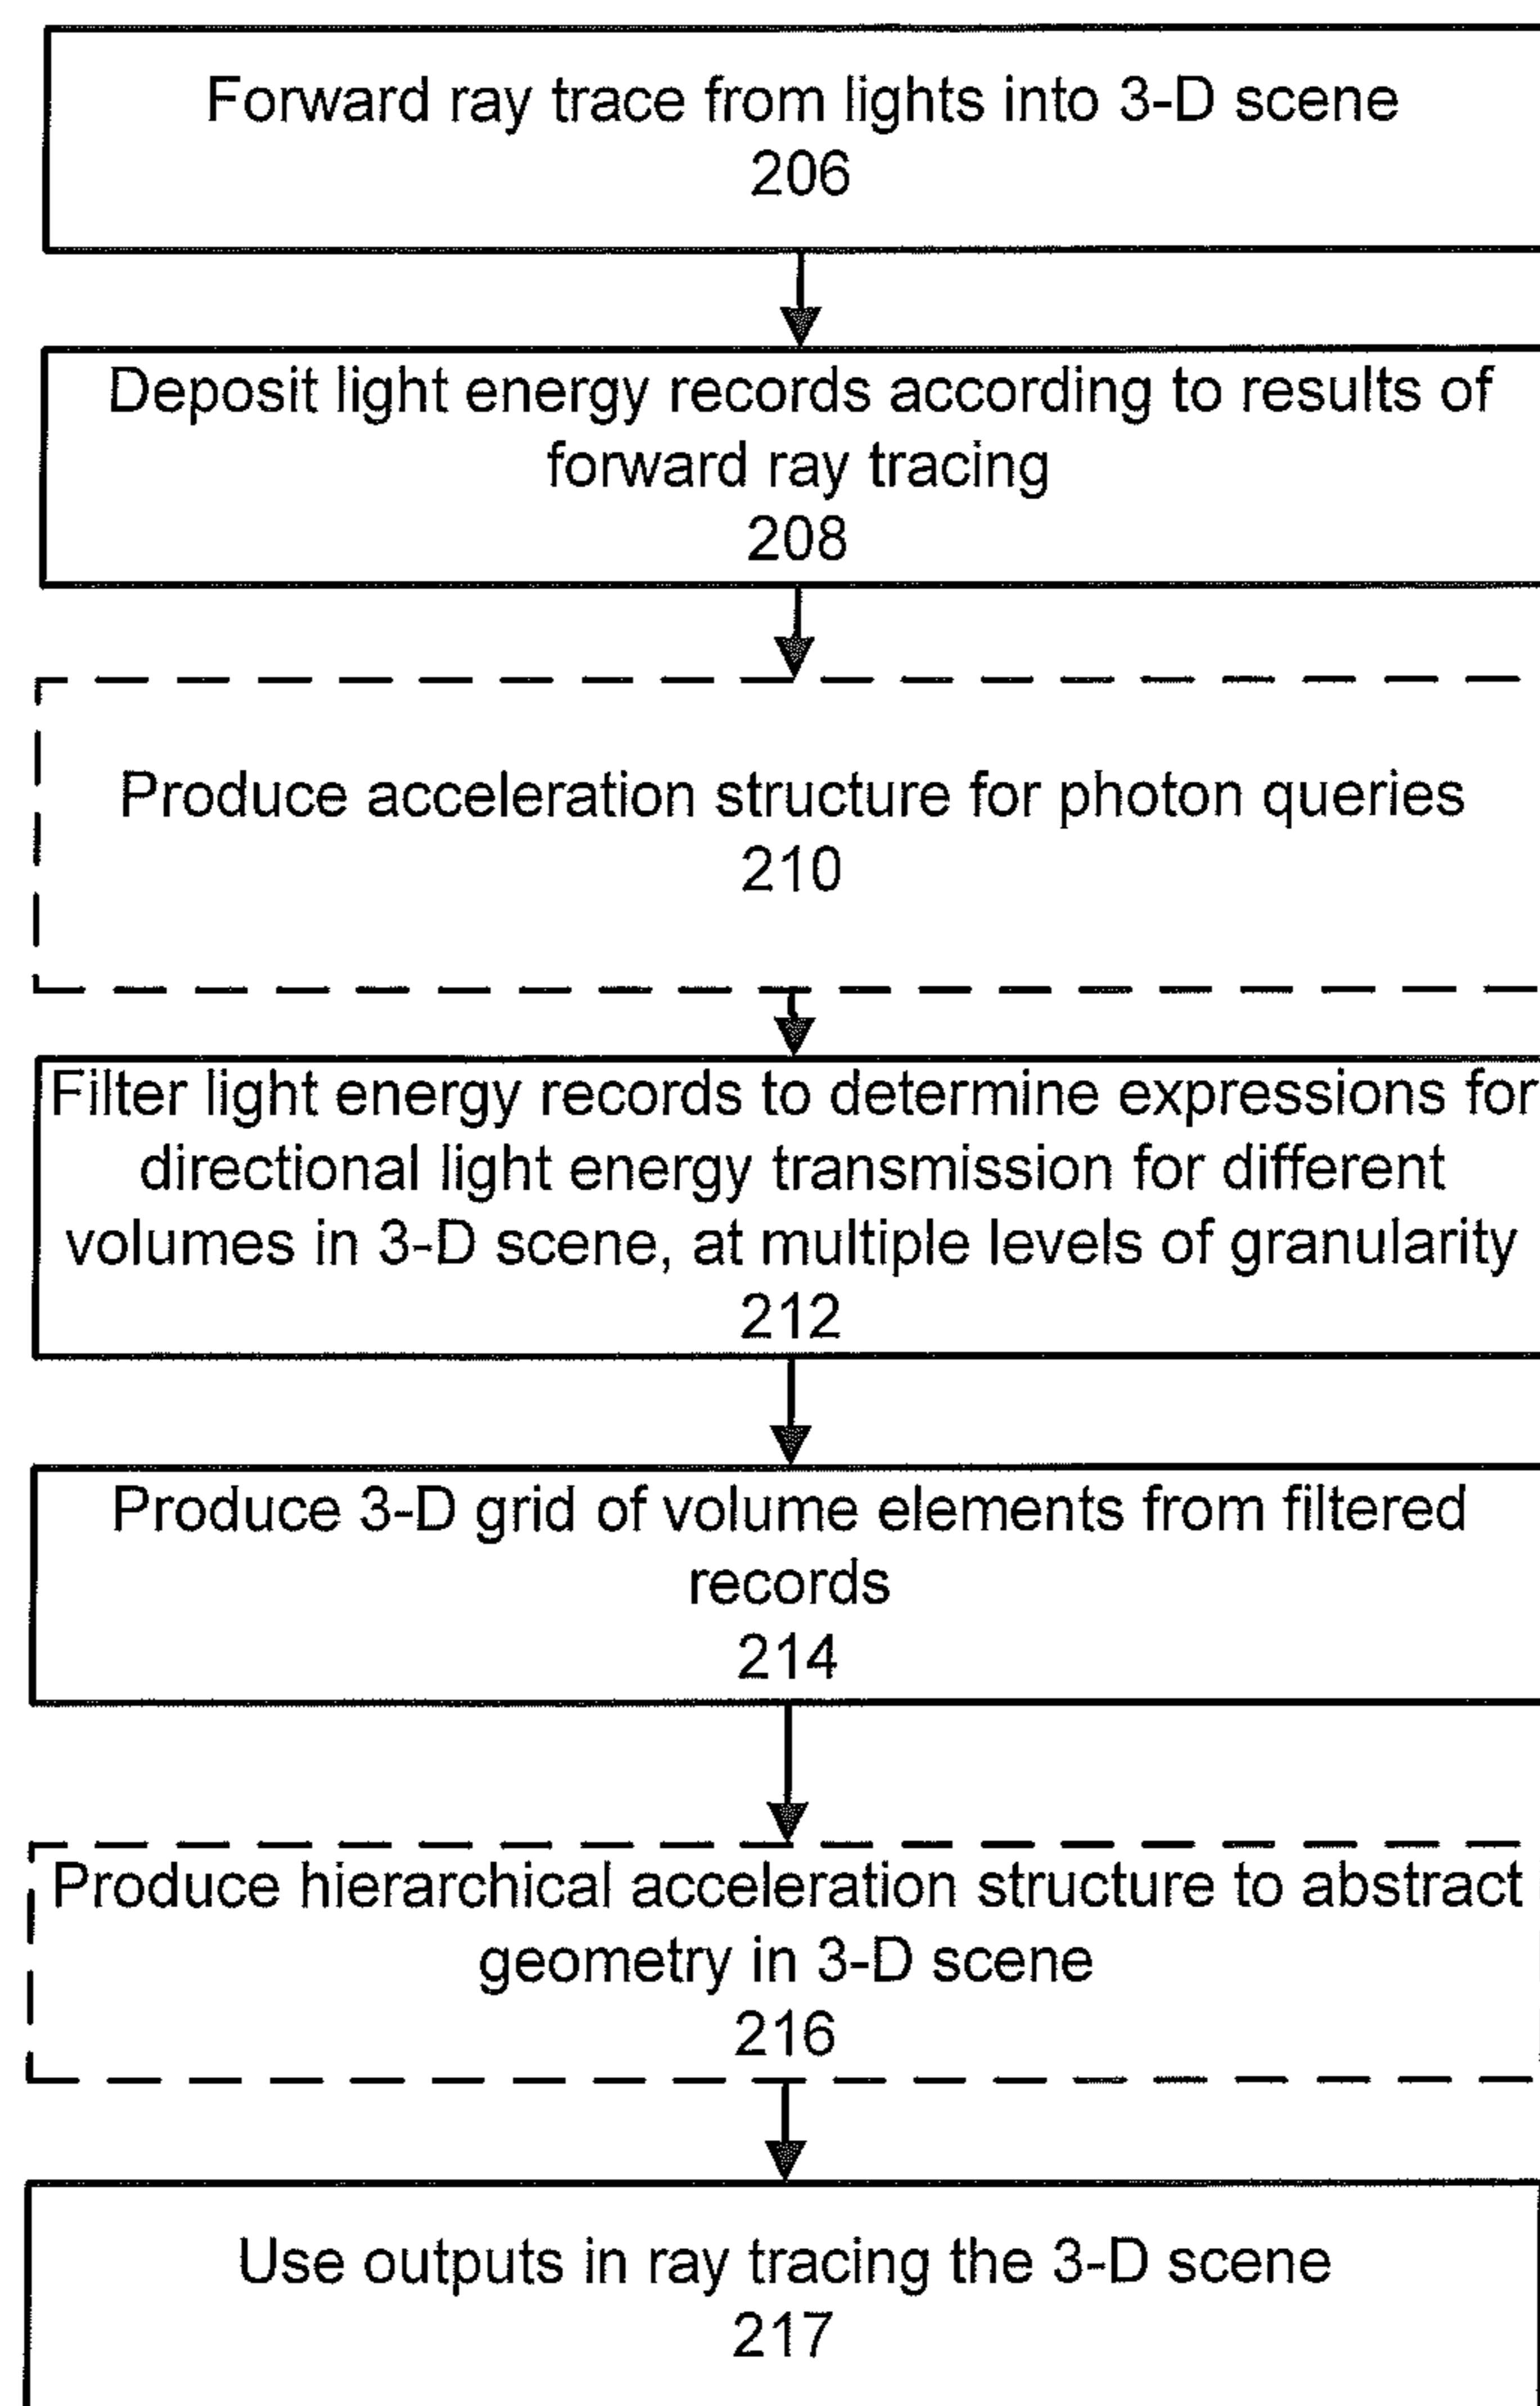 Forward ray trace from lights into 3-D scene
206
Deposit light energy records according to results of
forward ray tracing
208
Produce acceleration structure for photon queries
210
Filter light energy records to determine expressions for
directional light energy transmission for different
volumes in 3-D scene, at multiple levels of granularity
212
Produce 3-D grid of volume elements from filtered
records
214
Produce hierarchical acceleration structure to abstract
geometry in 3-D scene
216
Use outputs in ray tracing the 3-D scene
217